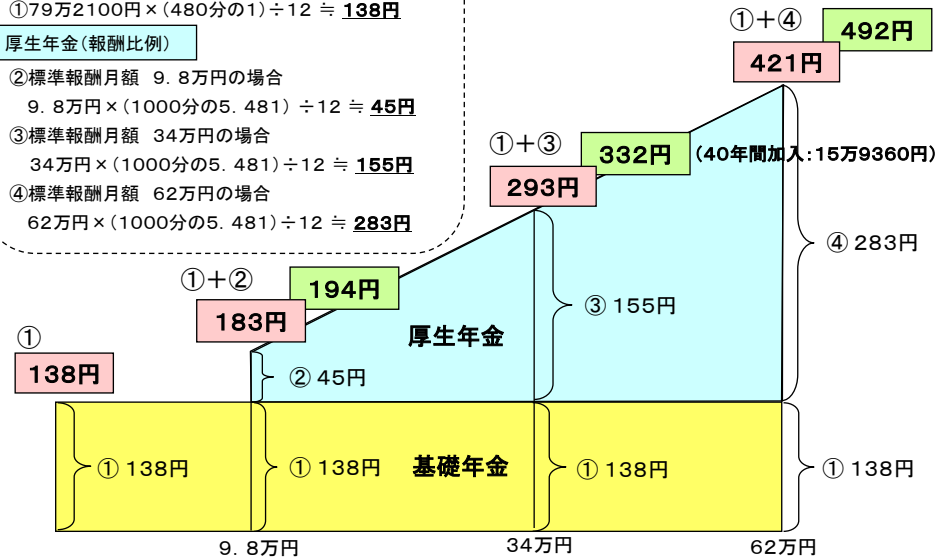 ①79万2100円×(480分の1)÷12 ≒ 138円
厚生年金(報酬比例)
②標準報酬月額　9．8万円の場合
9．8万円×(1000分の5．481) ÷12 ≒ 45円
③標準報酬月額　34万円の場合
34万円×(1000分の5．481)÷12 ≒ 155円
④標準報酬月額　62万円の場合
62万円×(1000分の5．481)÷12 ≒ 283円
①＋④
492円
421円
①＋③
332円
(40年間加入：15万9360円)
293円
④ 283円
①＋②
194円
183円
③ 155円
厚生年金
①
138円
② 45円
① 138円
① 138円
基礎年金
① 138円
① 138円
9．8万円
34万円
62万円